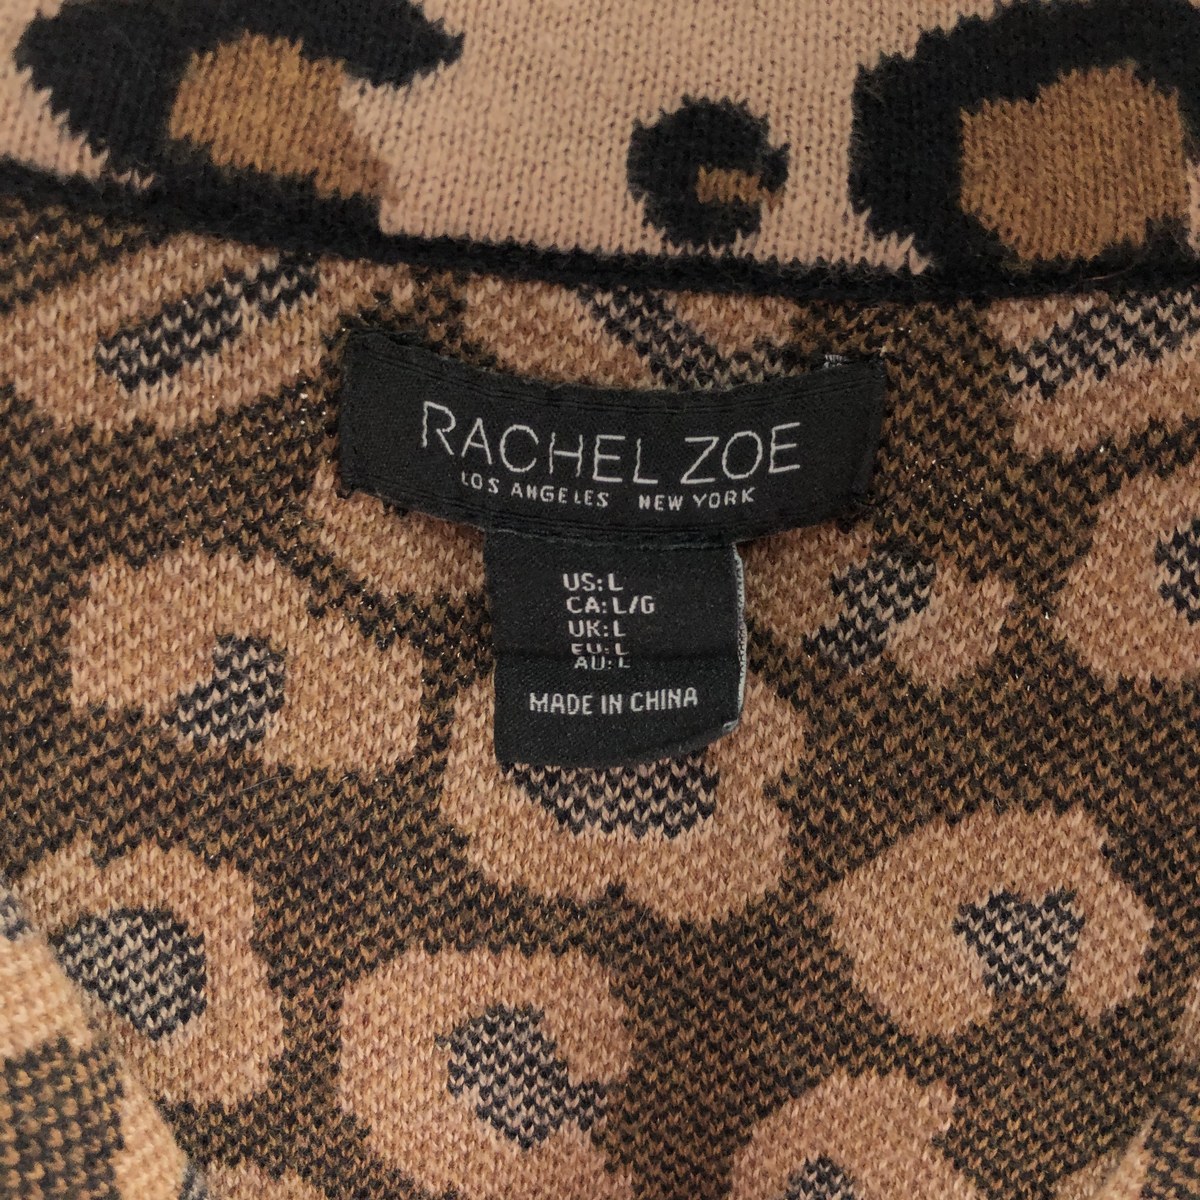 RACHEL ZOE
LOS ANGELES NEW YORK
US: L
CA: L/G
UK: L
EU: L
AU: L
MADE IN CHINA